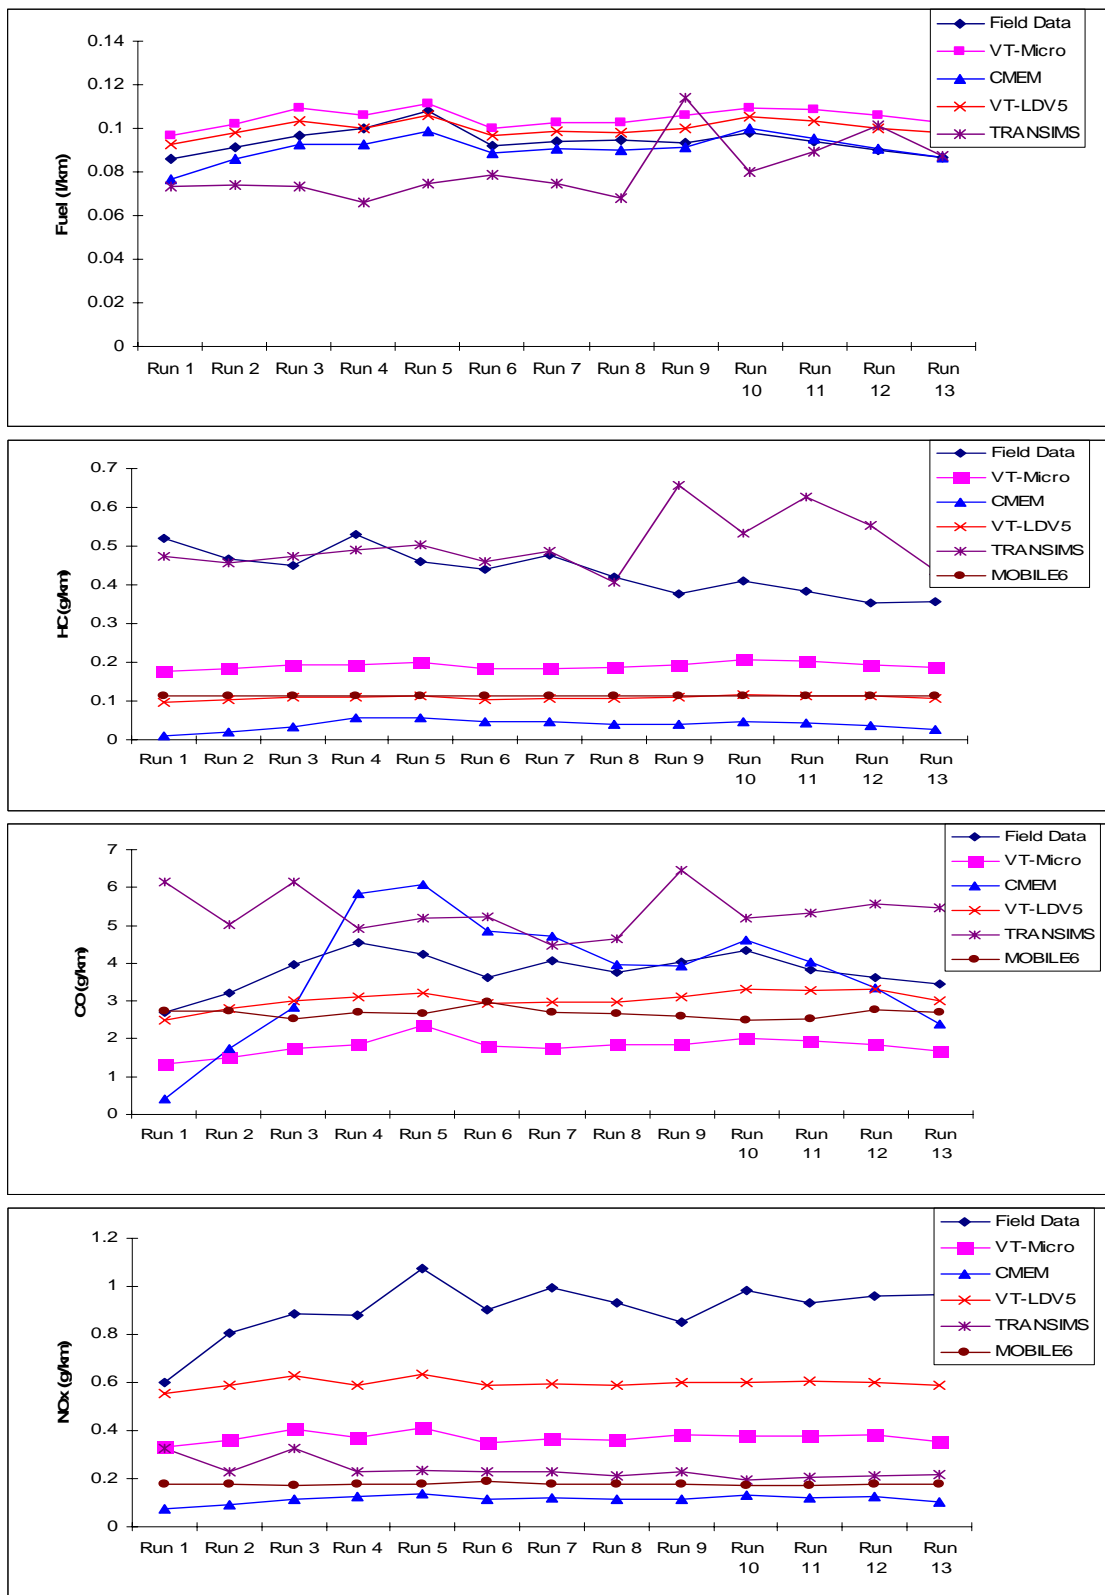 Field Data
VT-Micro
CMEM
VT-LDV5
TRANSIMS
Fuel (l/km)
0.14
0.12
0.1
0.08
0.06
0.04
0.02
0
Run 1 Run 2 Run 3 Run 4 Run 5 Run 6 Run 7 Run 8 Run 9 Run 10 Run 11 Run 12 Run 13
Field Data
VT-Micro
CMEM
VT-LDV5
TRANSIMS
MOBILE6
HC(g/km)
0.7
0.6
0.5
0.4
0.3
0.2
0.1
0
Run 1 Run 2 Run 3 Run 4 Run 5 Run 6 Run 7 Run 8 Run 9 Run 10 Run 11 Run 12 Run 13
Field Data
VT-Micro
CMEM
VT-LDV5
TRANSIMS
MOBILE6
CO(g/km)
7
6
5
4
3
2
1
0
Run 1 Run 2 Run 3 Run 4 Run 5 Run 6 Run 7 Run 8 Run 9 Run 10 Run 11 Run 12 Run 13
Field Data
VT-Micro
CMEM
VT-LDV5
TRANSIMS
MOBILE6
NOx (g/km)
1.2
1
0.8
0.6
0.4
0.2
0
Run 1 Run 2 Run 3 Run 4 Run 5 Run 6 Run 7 Run 8 Run 9 Run 10 Run 11 Run 12 Run 13